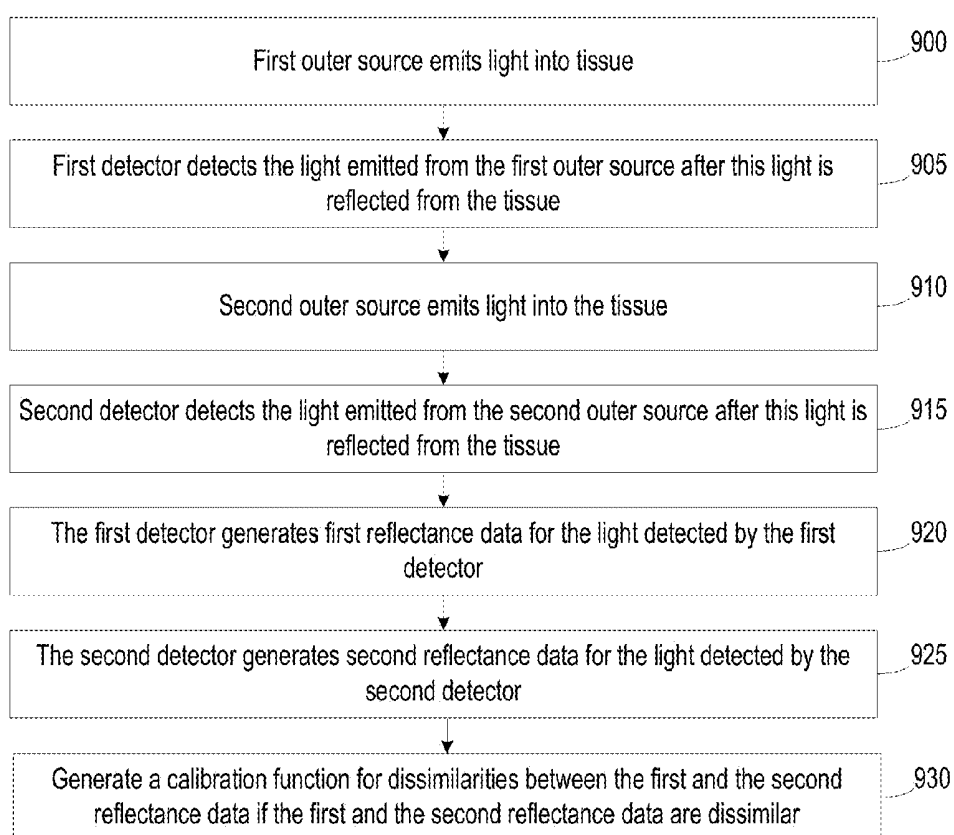 First outer source emits light into tissue
900
First detector detects the light emitted from the first outer source after this light is
reflected from the tissue
905
Second outer source emits light into the tissue
910
Second detector detects the light emitted from the second outer source after this light is
reflected from the tissue
915
The first detector generates first reflectance data for the light detected by the first
detector
920
The second detector generates second reflectance data for the light detected by the
second detector
925
Generate a calibration function for dissimilarities between the first and the second
reflectance data if the first and the second reflectance data are dissimilar
930